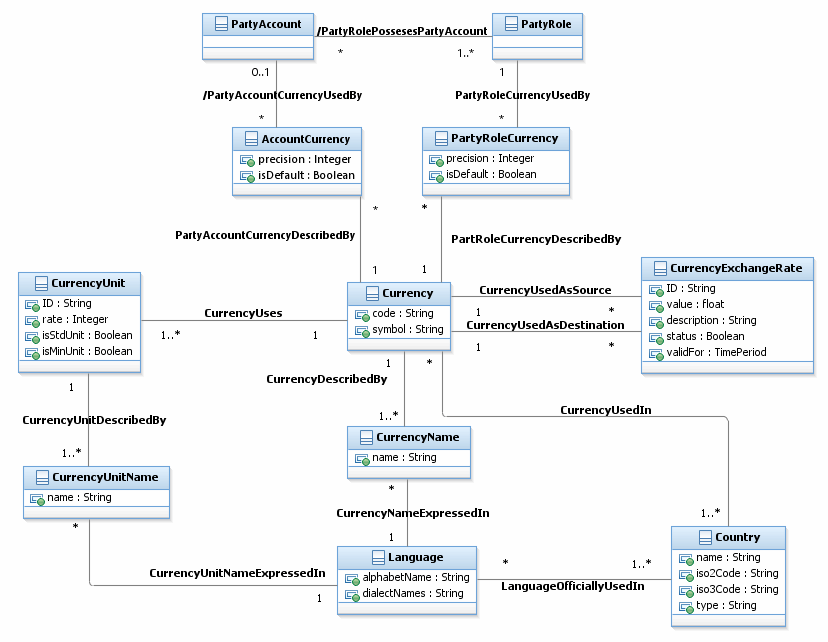 PartyAccount
/PartyRolePossesesPartyAccount
PartyRole
*
1..*
0..1
1
/PartyAccountCurrencyUsedBy
PartyRoleCurrencyUsedBy
*
*
AccountCurrency
precision : Integer
isDefault : Boolean
PartyRoleCurrency
precision : Integer
isDefault : Boolean
*
*
PartyAccountCurrencyDescribedBy
PartRoleCurrencyDescribedBy
1
1
CurrencyUnit
ID : String
rate : Integer
isStdUnit : Boolean
isMinUnit : Boolean
CurrencyUses
1..*
1
Currency
code : String
symbol : String
CurrencyUsedAsSource
1
*
CurrencyUsedAsDestination
1
*
CurrencyExchangeRate
ID : String
value : float
description : String
status : Boolean
validFor : TimePeriod
1
*
CurrencyDescribedBy
1..*
CurrencyUsedIn
1..*
1
CurrencyUnitDescribedBy
1..*
CurrencyUnitName
name : String
*
CurrencyName
name : String
*
CurrencyNameExpressedIn
1
CurrencyUnitNameExpressedIn
1
Language
alphabetName : String
dialectNames : String
*
1..*
LanguageOfficiallyUsedIn
Country
name : String
iso2Code : String
iso3Code : String
type : String